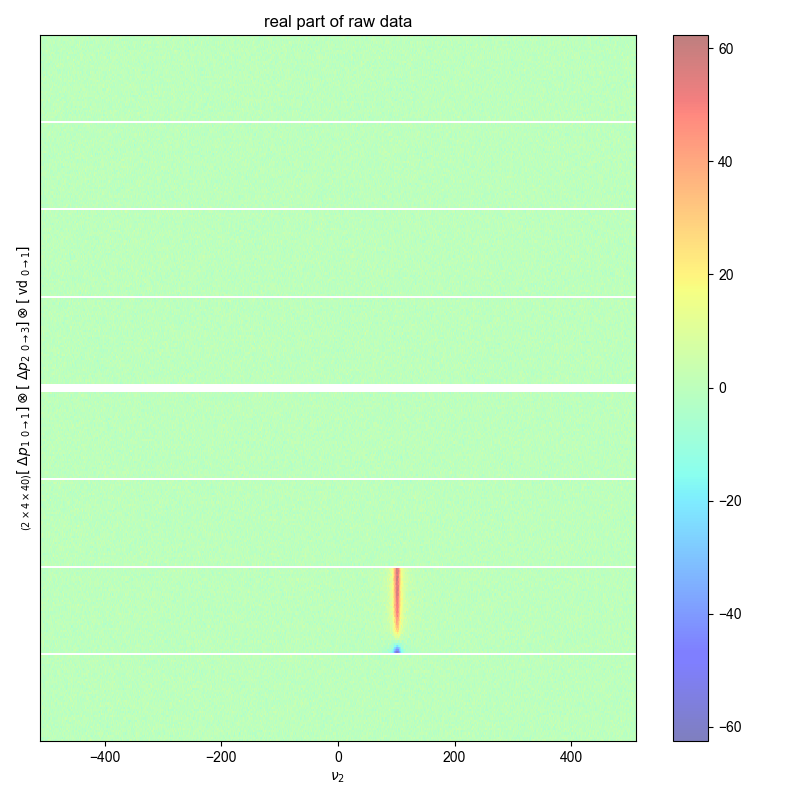 real part of raw data
(2 × 4 × 40)[ Δp₁ ₀→₁] ⊗ [ Δp₂ ₀→₃] ⊗ [ vd ₀→₁]
−400 −200 0 200 400
ν₂
60
40
20
0
−20
−40
−60